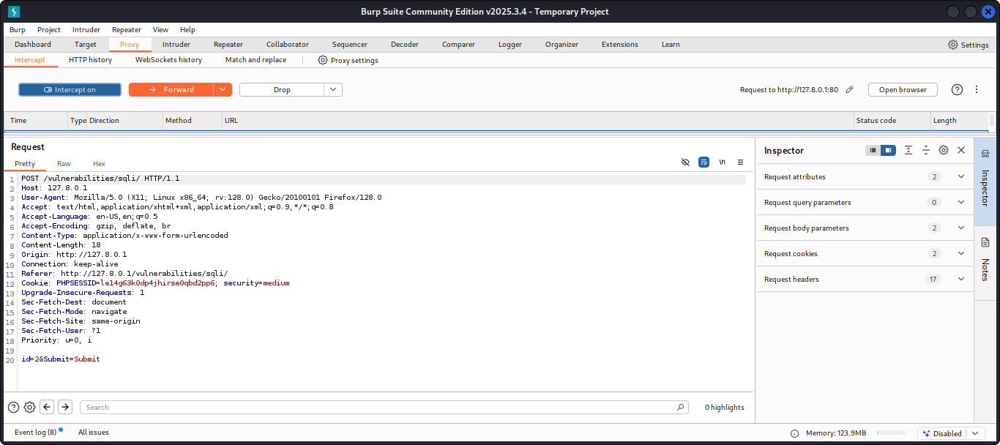 Burp Suite Community Edition v2025.3.4 - Temporary Project
Burp Project Intruder Repeater View Help
Dashboard Target Proxy Intruder Repeater Collaborator Sequencer Decoder Comparer Logger Organizer Extensions Learn Settings
Intercept HTTP history WebSockets history Match and replace Proxy settings
Intercept on Forward Drop Request to http://127.8.0.1:80 Open browser
Time Type Direction Method URL Status code Length
Request
Pretty Raw Hex \n
1 POST /vulnerabilities/sqli/ HTTP/1.1
2 Host: 127.8.0.1
3 User-Agent: Mozilla/5.0 (X11; Linux x86_64; rv:128.0) Gecko/20100101 Firefox/128.0
4 Accept: text/html,application/xhtml+xml,application/xml;q=0.9,*/*;q=0.8
5 Accept-Language: en-US,en;q=0.5
6 Accept-Encoding: gzip, deflate, br
7 Content-Type: application/x-www-form-urlencoded
8 Content-Length: 18
9 Origin: http://127.8.0.1
10 Connection: keep-alive
11 Referer: http://127.8.0.1/vulnerabilities/sqli/
12 Cookie: PHPSESSID=le14g63k0dp4jhirse0qbd2pp6; security=medium
13 Upgrade-Insecure-Requests: 1
14 Sec-Fetch-Dest: document
15 Sec-Fetch-Mode: navigate
16 Sec-Fetch-Site: same-origin
17 Sec-Fetch-User: ?1
18 Priority: u=0, i
19
20 id=2&Submit=Submit
Search 0 highlights
Inspector
Request attributes 2
Request query parameters 0
Request body parameters 2
Request cookies 2
Request headers 17
Inspector
Notes
Event log (8) All issues Memory: 123.9MB Disabled